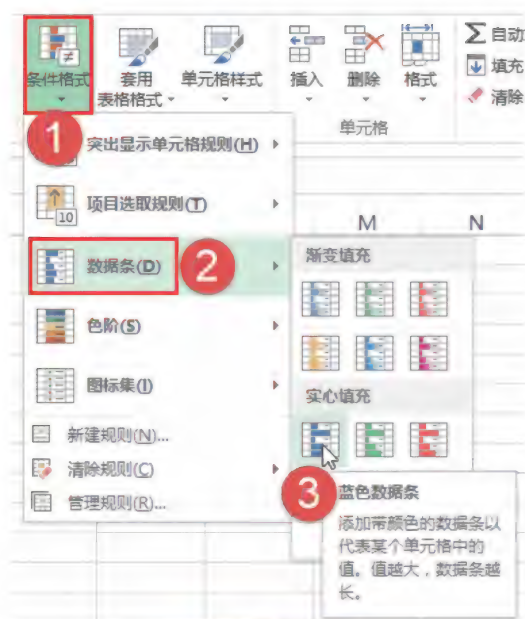 条件格式
套用
表格格式
单元格样式
插入
删除
格式
自动
填充
清除
单元格
1
突出显示单元格规则(H)
10
项目选取规则(T)
M
N
数据条(D)
2
渐变填充
色阶(S)
图标集(I)
实心填充
新建规则(N)...
清除规则(C)
管理规则(R)...
3
蓝色数据条
添加带颜色的数据条以
代表某个单元格中的
值。值越大，数据条越
长。